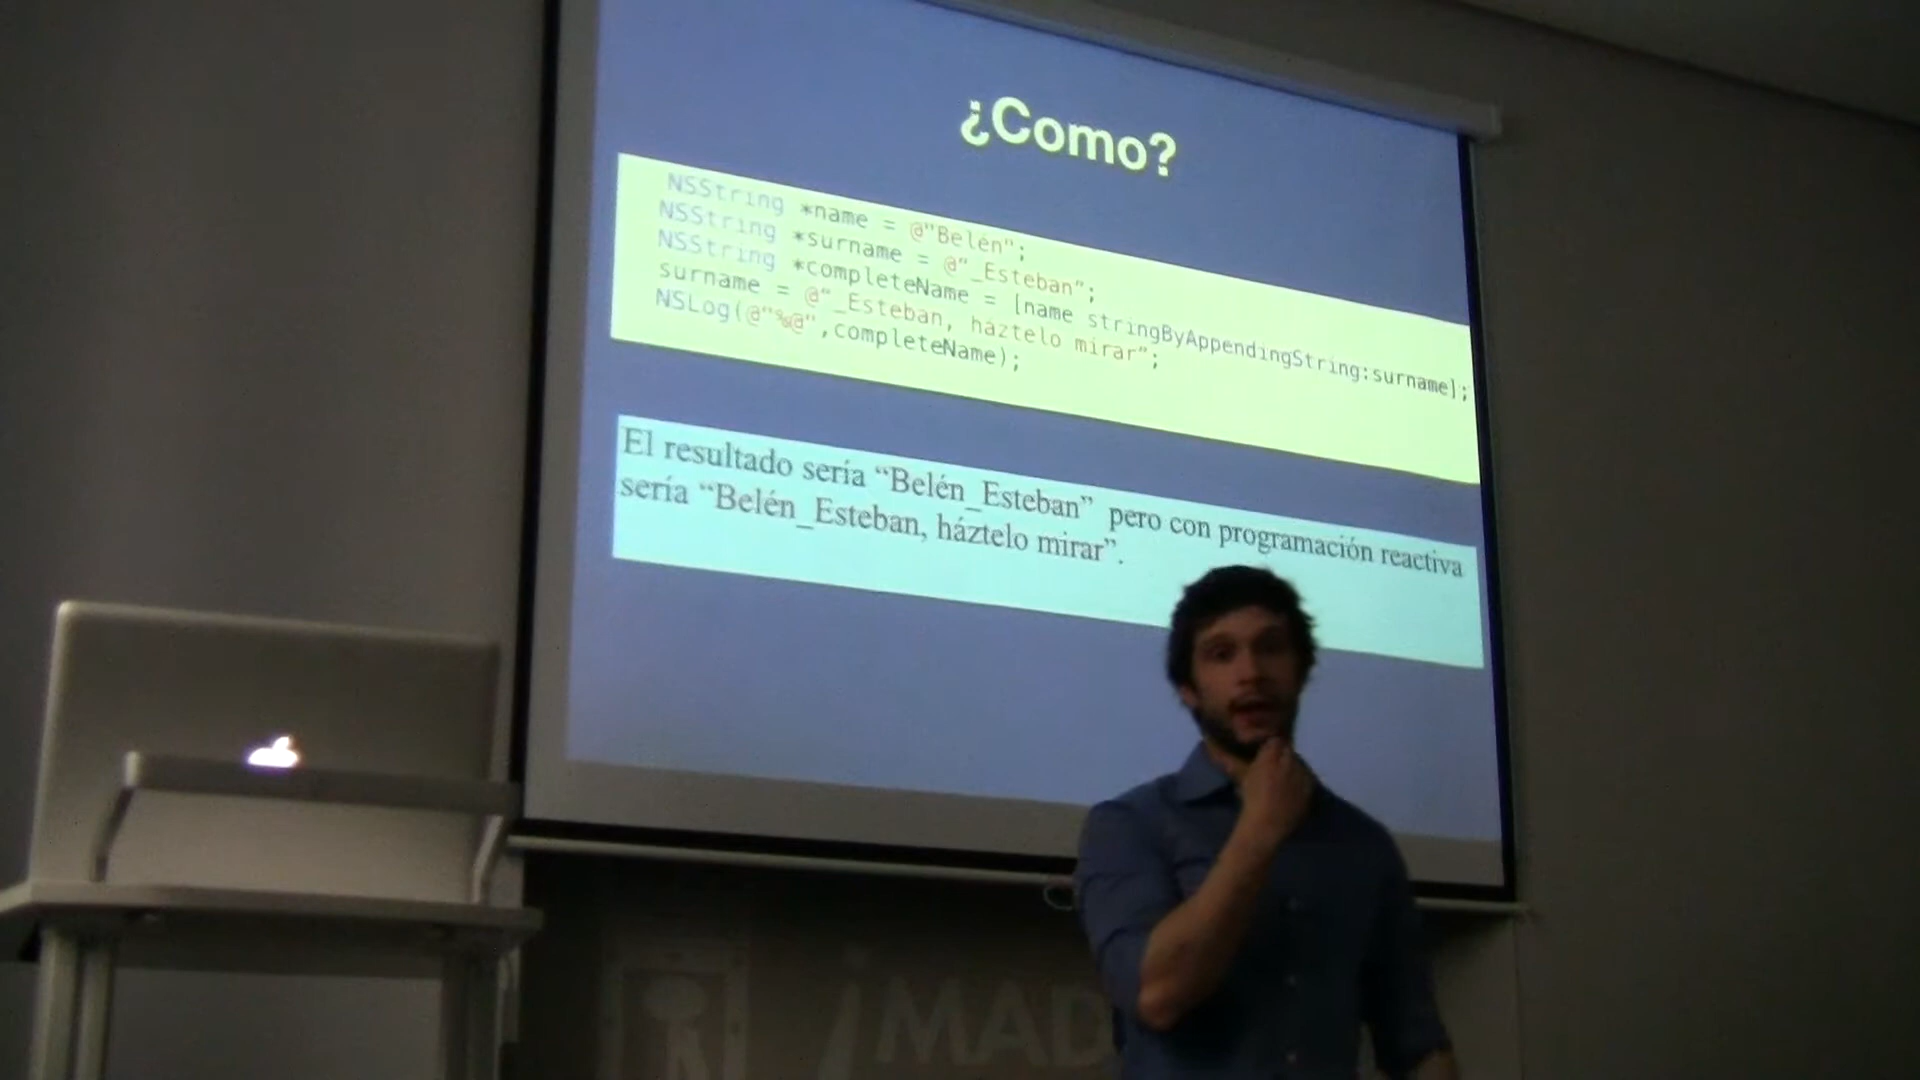 ¿Como?
NSString *name = @"Belén";
NSString *surname = @"_Esteban";
NSString *completeName = [name stringByAppendingString:surname];
surname = @"_Esteban, háztelo mirar";
NSLog(@"%@",completeName);
El resultado sería “Belén_Esteban” pero con programación reactiva
sería “Belén_Esteban, háztelo mirar”.
iMAD